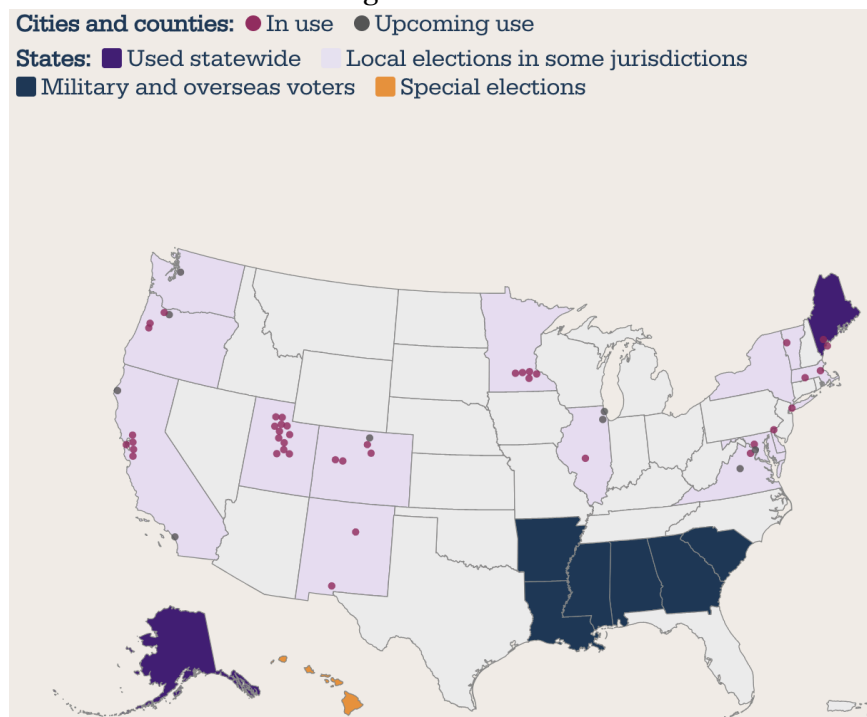 Cities and counties: In use Upcoming use
States: Used statewide Local elections in some jurisdictions
Military and overseas voters Special elections